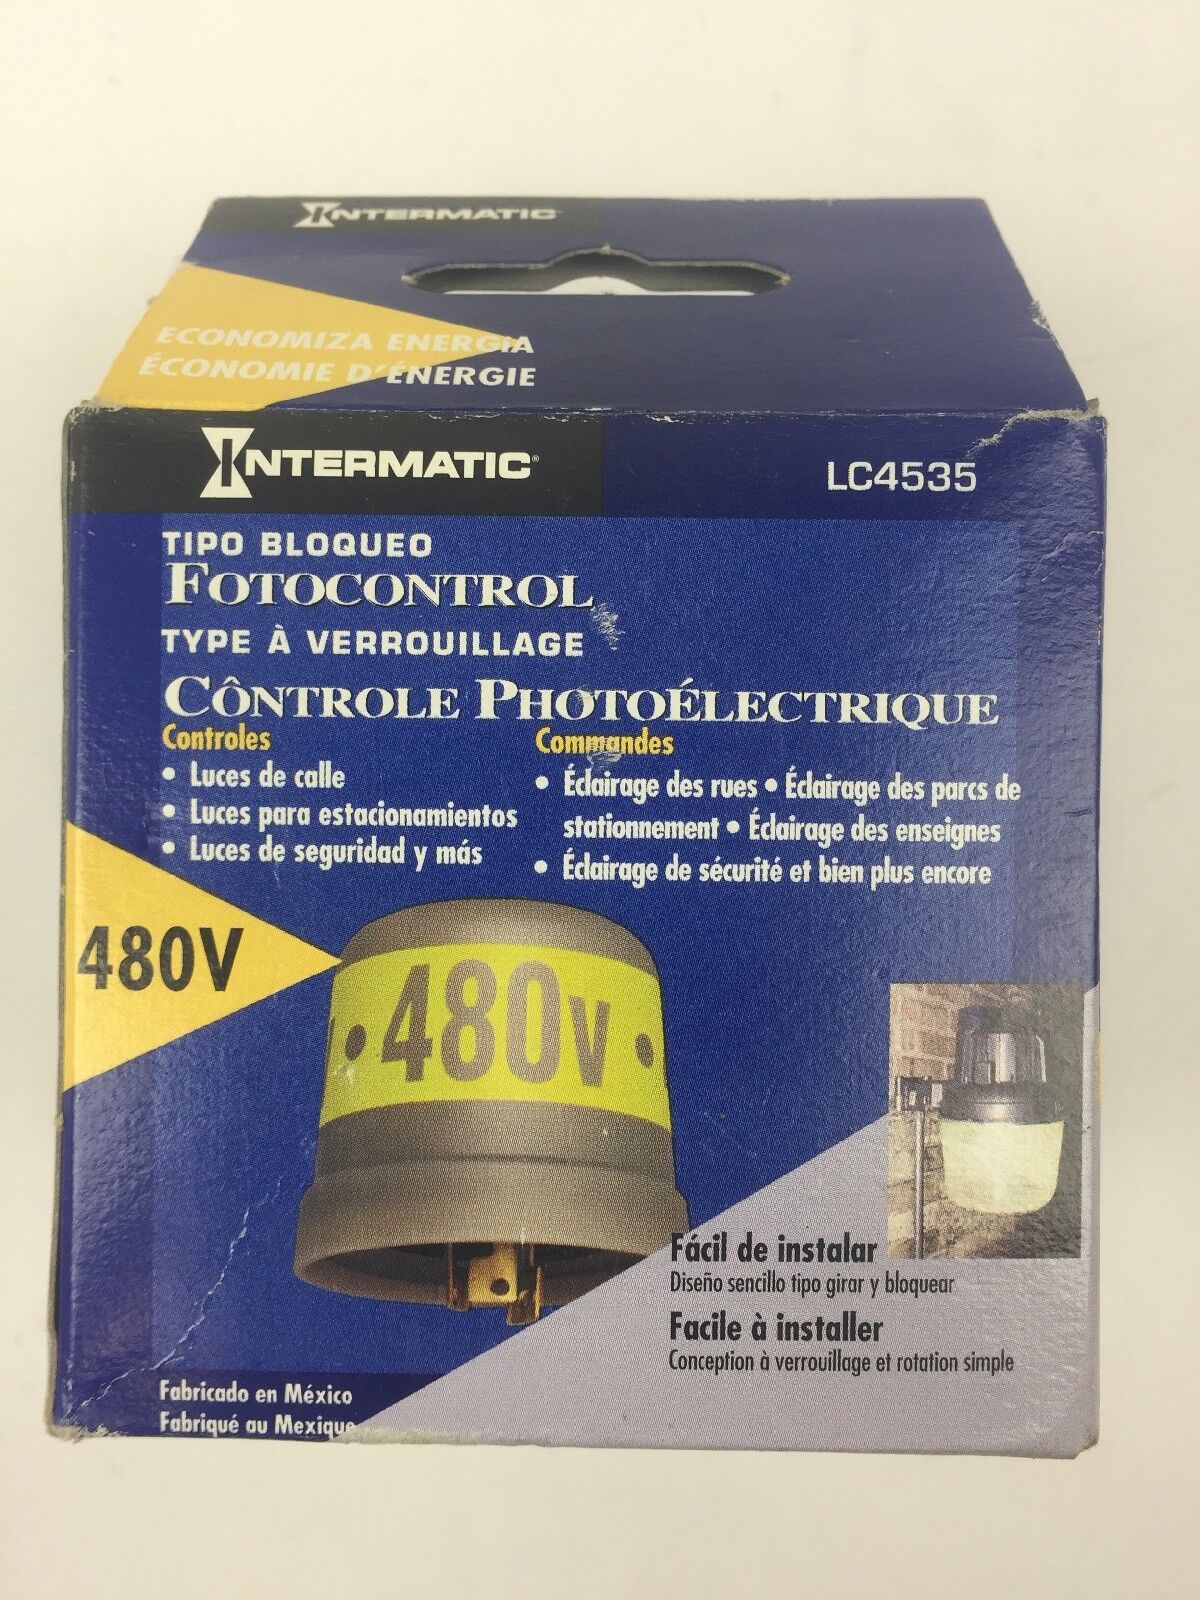 INTERMATIC
ECONOMIZA ENERGIA
ÉCONOMIE D'ÉNERGIE
INTERMATIC®
LC4535
TIPO BLOQUEO
FOTOCONTROL
TYPE À VERROUILLAGE
CÔNTROLE PHOTOÉLECTRIQUE
Controles
• Luces de calle
• Luces para estacionamientos
• Luces de seguridad y más
Commandes
• Éclairage des rues • Éclairage des parcs de
stationnement • Éclairage des enseignes
• Éclairage de sécurité et bien plus encore
480V
• 480V •
Fácil de instalar
Diseño sencillo tipo girar y bloquear
Facile à installer
Conception à verrouillage et rotation simple
Fabricado en México
Fabriqué au Mexique